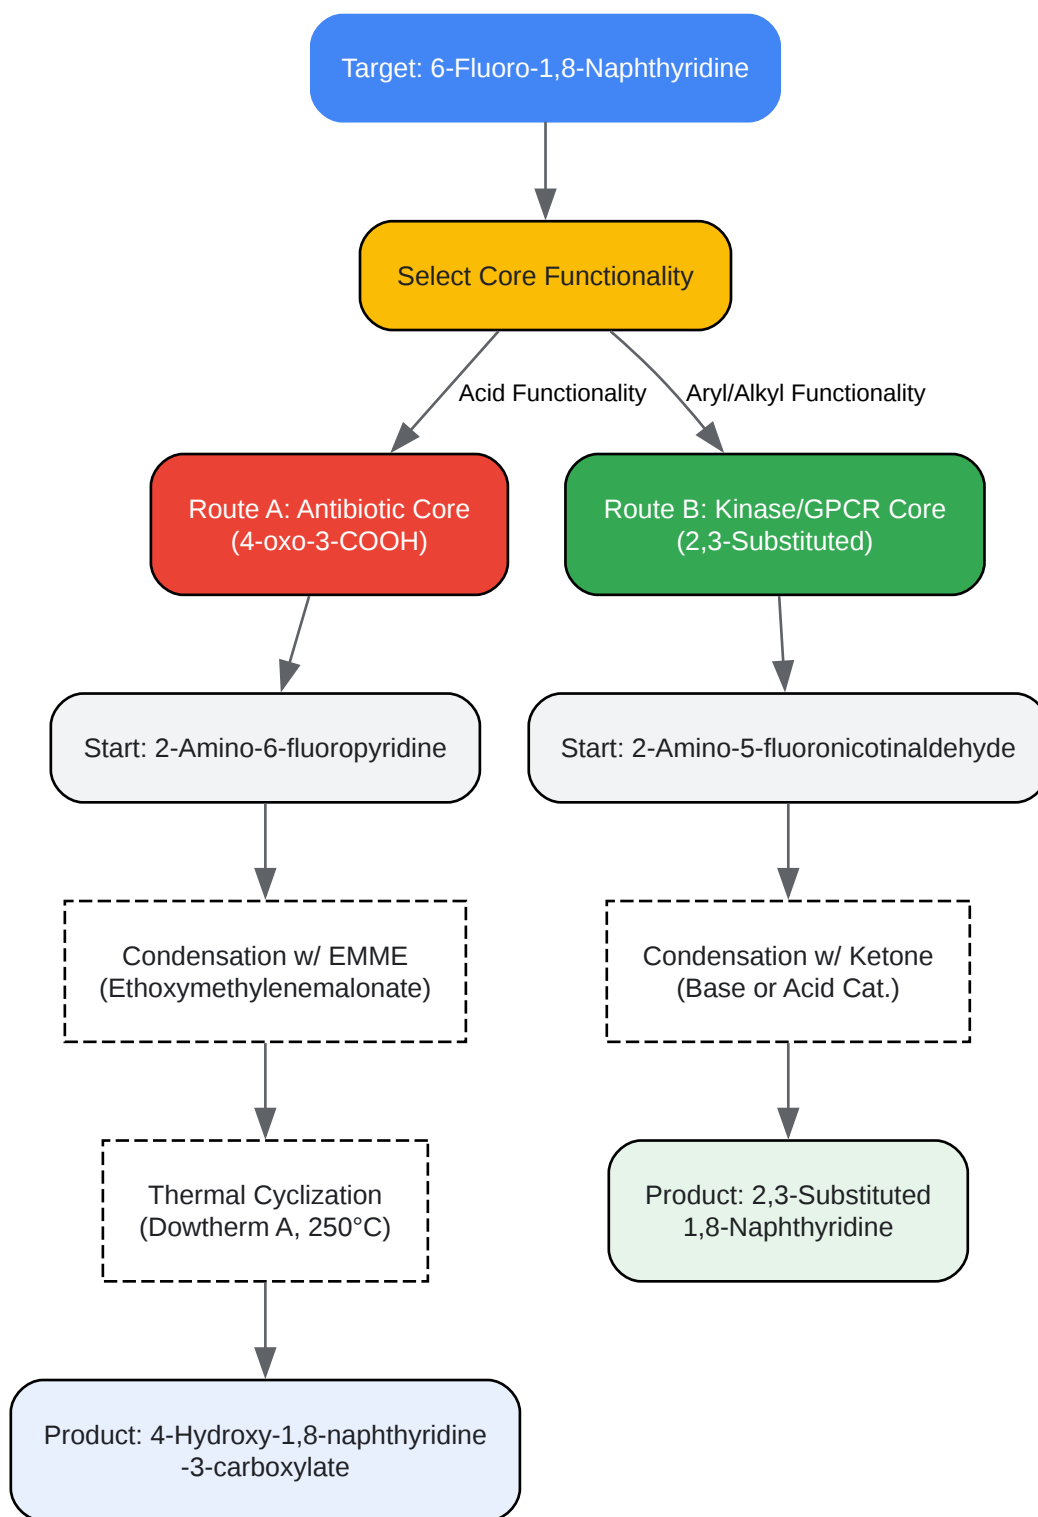 Target: 6-Fluoro-1,8-Naphthyridine
Select Core Functionality
Acid Functionality
Aryl/Alkyl Functionality
Route A: Antibiotic Core
(4-oxo-3-COOH)
Route B: Kinase/GPCR Core
(2,3-Substituted)
Start: 2-Amino-6-fluoropyridine
Start: 2-Amino-5-fluoronicotinaldehyde
Condensation w/ EMME
(Ethoxymethylenemalonate)
Condensation w/ Ketone
(Base or Acid Cat.)
Thermal Cyclization
(Dowtherm A, 250°C)
Product: 2,3-Substituted
1,8-Naphthyridine
Product: 4-Hydroxy-1,8-naphthyridine
-3-carboxylate